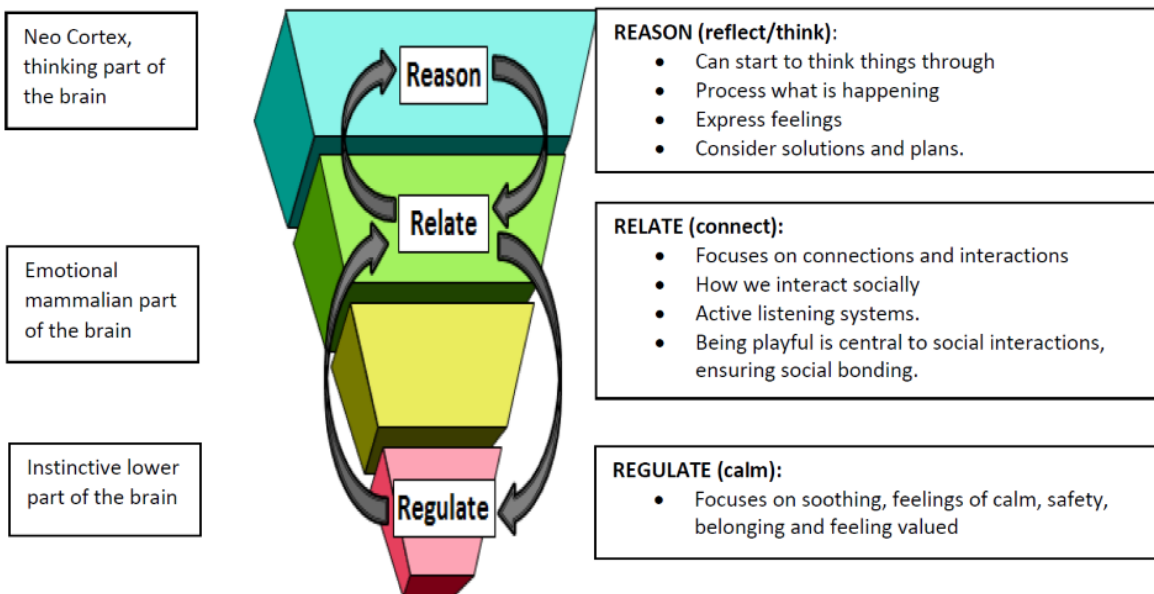 Neo Cortex,
thinking part of
the brain
Emotional
mammalian part
of the brain
Instinctive lower
part of the brain
Reason
Relate
Regulate
REASON (reflect/think):
• Can start to think things through
• Process what is happening
• Express feelings
• Consider solutions and plans.
RELATE (connect):
• Focuses on connections and interactions
• How we interact socially
• Active listening systems.
• Being playful is central to social interactions,
ensuring social bonding.
REGULATE (calm):
• Focuses on soothing, feelings of calm, safety,
belonging and feeling valued